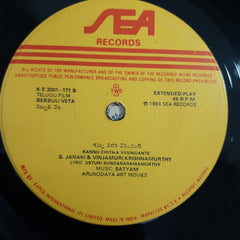 SEA
RECORDS
ALL RIGHTS OF THE MANUFACTURER AND OF THE OWNER OF THE RECORDED WORK RESERVED
UNAUTHORISED PUBLIC PERFORMANCE BROADCASTING AND COPYING OF THIS RECORD PROHIBITED
K-E 3001-171 B
TELUGU FILM
BEBBULI VETA
బెబ్బులి వేట
SIDE
TWO
EXTENDED PLAY
45 R.P.M.
℗ 1984 SEA RECORDS
KANNU CHITIKA VESINDANTE
S. JANAKI & VINJAMURI KRISHNAMURTHY
LYRIC VETURI SUNDARARAMAMURTHY
MUSIC SATYAM
ARUNODAYA ART MOVIES
MADE IN INDIA